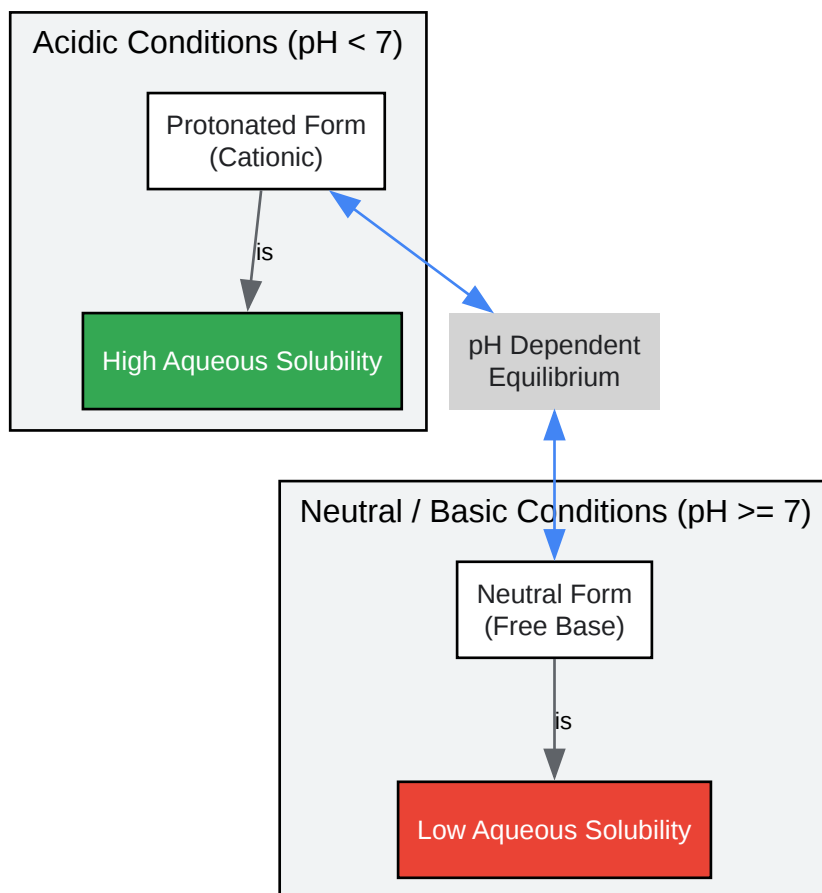 Acidic Conditions (pH < 7)
Protonated Form
(Cationic)
is
High Aqueous Solubility
pH Dependent
Equilibrium
Neutral / Basic Conditions (pH >= 7)
Neutral Form
(Free Base)
is
Low Aqueous Solubility